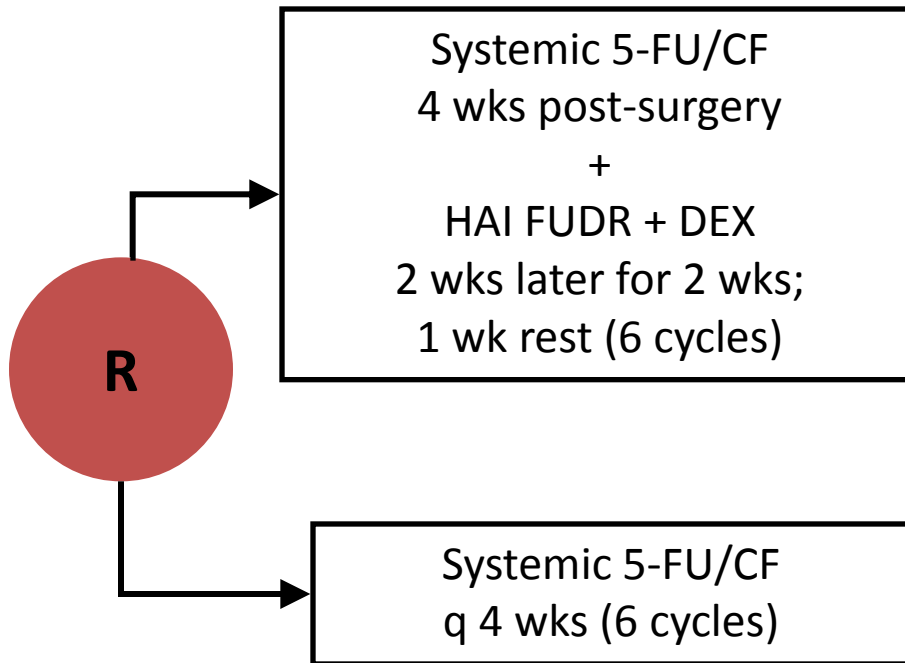 Systemic 5-FU/CF
4 wks post-surgery
+
HAI FUDR + DEX
2 wks later for 2 wks;
1 wk rest (6 cycles)
R
Systemic 5-FU/CF
q 4 wks (6 cycles)